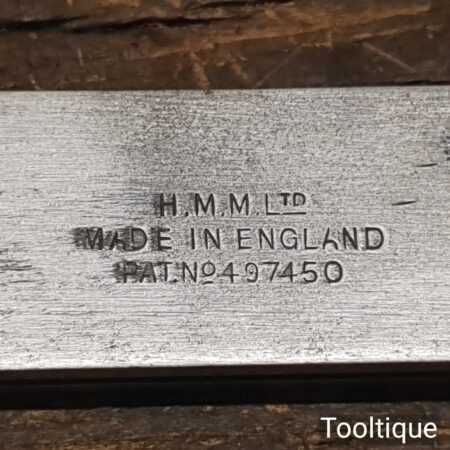 H.M.M. LTD
MADE IN ENGLAND
PAT. No 497450
Tooltique